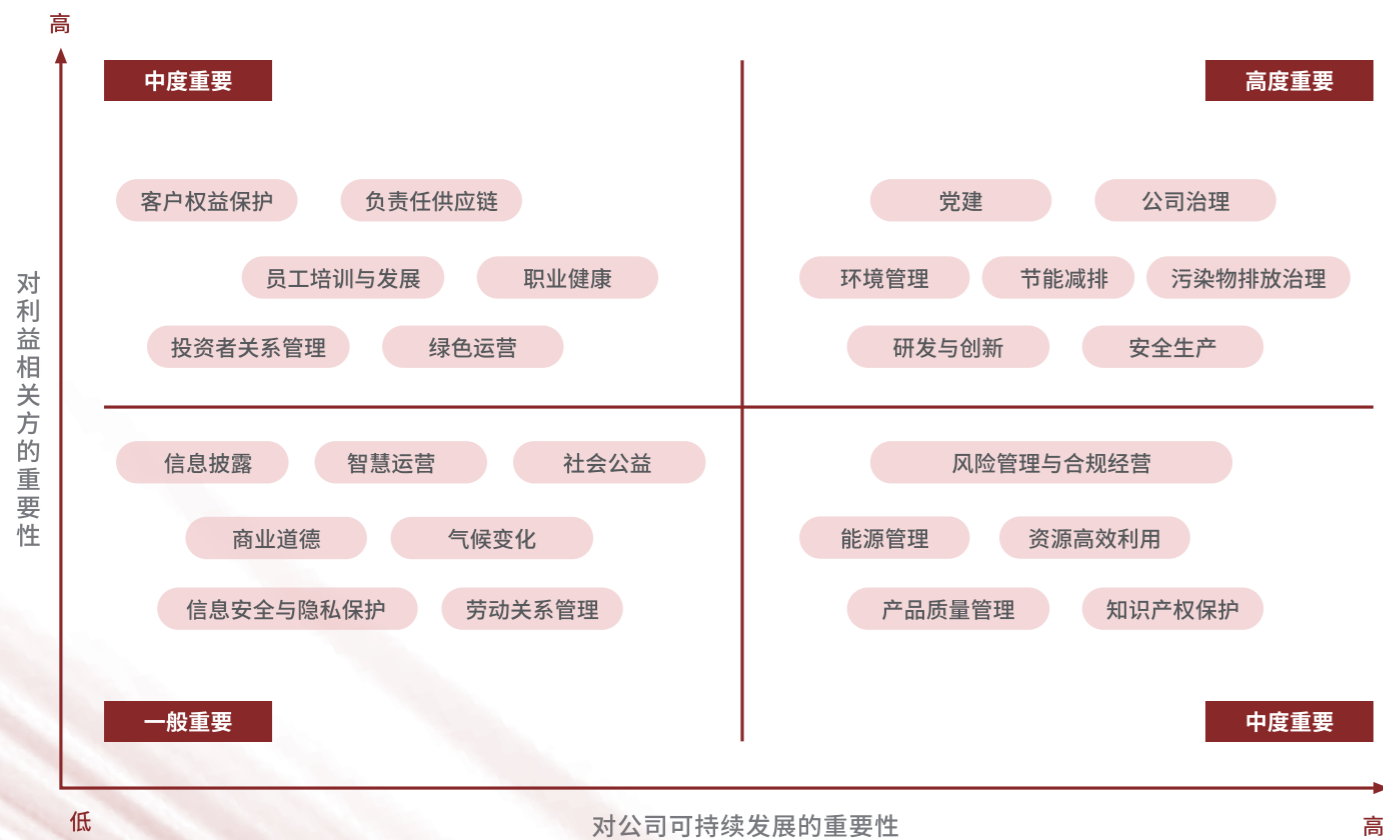 高
中度重要
高度重要
客户权益保护
负责任供应链
党建
公司治理
员工培训与发展
职业健康
环境管理
节能减排
污染物排放治理
投资者关系管理
绿色运营
研发与创新
安全生产
对利益相关方的重要性
信息披露
智慧运营
社会公益
风险管理与合规经营
商业道德
气候变化
能源管理
资源高效利用
信息安全与隐私保护
劳动关系管理
产品质量管理
知识产权保护
一般重要
中度重要
低
对公司可持续发展的重要性
高